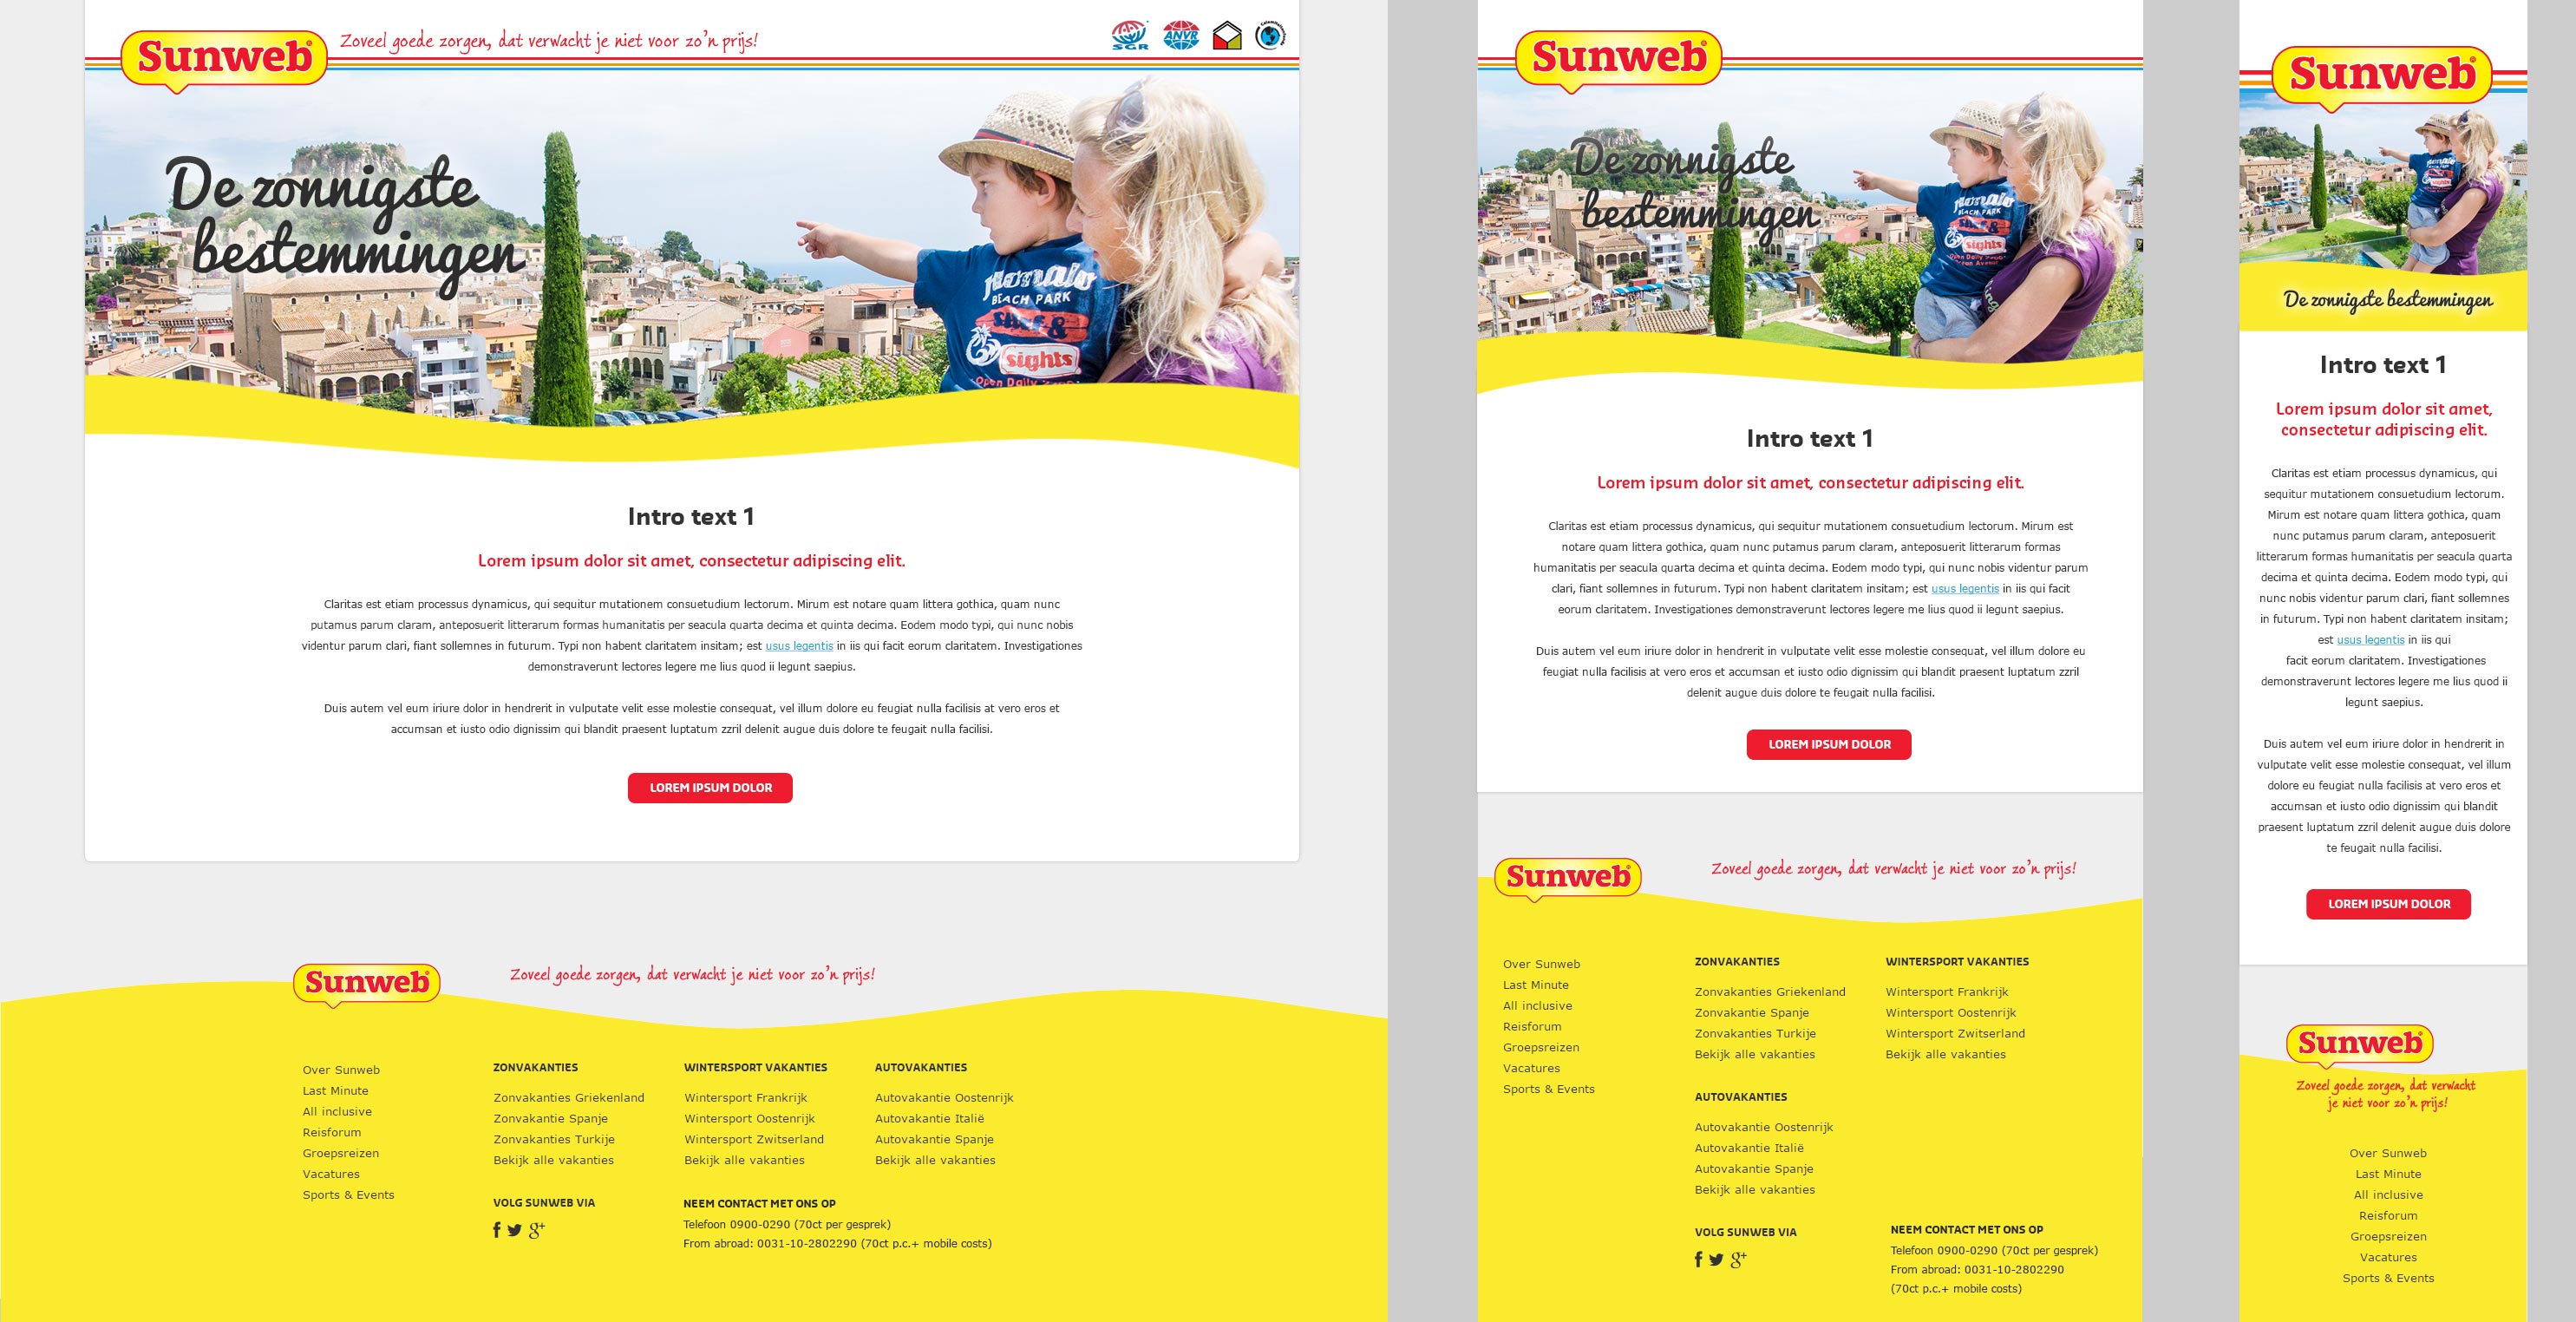 Sunweb®
Zoveel goede zorgen, dat verwacht je niet voor zo'n prijs!
SGR
ANVR
De zonnigste
bestemmingen
BEACH PARK
sights
Intro text 1
Lorem ipsum dolor sit amet, consectetur adipiscing elit.
Claritas est etiam processus dynamicus, qui sequitur mutationem consuetudium lectorum. Mirum est notare quam littera gothica, quam nunc
putamus parum claram, anteposuerit litterarum formas humanitatis per seacula quarta decima et quinta decima. Eodem modo typi, qui nunc nobis
videntur parum clari, fiant sollemnes in futurum. Typi non habent claritatem insitam; est usus legentis in iis qui facit eorum claritatem. Investigationes
demonstraverunt lectores legere me lius quod ii legunt saepius.
Duis autem vel eum iriure dolor in hendrerit in vulputate velit esse molestie consequat, vel illum dolore eu feugiat nulla facilisis at vero eros et
accumsan et iusto odio dignissim qui blandit praesent luptatum zzril delenit augue duis dolore te feugait nulla facilisi.
LOREM IPSUM DOLOR
Sunweb®
Zoveel goede zorgen, dat verwacht je niet voor zo'n prijs!
Over Sunweb
Last Minute
All inclusive
Reisforum
Groepsreizen
Vacatures
Sports & Events
ZONVAKANTIES
Zonvakanties Griekenland
Zonvakantie Spanje
Zonvakanties Turkije
Bekijk alle vakanties
WINTERSPORT VAKANTIES
Wintersport Frankrijk
Wintersport Oostenrijk
Wintersport Zwitserland
Bekijk alle vakanties
AUTOVAKANTIES
Autovakantie Oostenrijk
Autovakantie Italië
Autovakantie Spanje
Bekijk alle vakanties
VOLG SUNWEB VIA
NEEM CONTACT MET ONS OP
Telefoon 0900-0290 (70ct per gesprek)
From abroad: 0031-10-2802290 (70ct p.c.+ mobile costs)
Sunweb®
De zonnigste
bestemmingen
BEACH PARK
sights
Intro text 1
Lorem ipsum dolor sit amet, consectetur adipiscing elit.
Claritas est etiam processus dynamicus, qui sequitur mutationem consuetudium lectorum. Mirum est
notare quam littera gothica, quam nunc putamus parum claram, anteposuerit litterarum formas
humanitatis per seacula quarta decima et quinta decima. Eodem modo typi, qui nunc nobis videntur parum
clari, fiant sollemnes in futurum. Typi non habent claritatem insitam; est usus legentis in iis qui facit
eorum claritatem. Investigationes demonstraverunt lectores legere me lius quod ii legunt saepius.
Duis autem vel eum iriure dolor in hendrerit in vulputate velit esse molestie consequat, vel illum dolore eu
feugiat nulla facilisis at vero eros et accumsan et iusto odio dignissim qui blandit praesent luptatum zzril
delenit augue duis dolore te feugait nulla facilisi.
LOREM IPSUM DOLOR
Sunweb®
Zoveel goede zorgen, dat verwacht je niet voor zo'n prijs!
Over Sunweb
Last Minute
All inclusive
Reisforum
Groepsreizen
Vacatures
Sports & Events
ZONVAKANTIES
Zonvakanties Griekenland
Zonvakantie Spanje
Zonvakanties Turkije
Bekijk alle vakanties
WINTERSPORT VAKANTIES
Wintersport Frankrijk
Wintersport Oostenrijk
Wintersport Zwitserland
Bekijk alle vakanties
AUTOVAKANTIES
Autovakantie Oostenrijk
Autovakantie Italië
Autovakantie Spanje
Bekijk alle vakanties
VOLG SUNWEB VIA
NEEM CONTACT MET ONS OP
Telefoon 0900-0290 (70ct per gesprek)
From abroad: 0031-10-2802290
(70ct p.c.+ mobile costs)
Sunweb®
De zonnigste bestemmingen
Intro text 1
Lorem ipsum dolor sit amet,
consectetur adipiscing elit.
Claritas est etiam processus dynamicus, qui
sequitur mutationem consuetudium lectorum.
Mirum est notare quam littera gothica, quam
nunc putamus parum claram, anteposuerit
litterarum formas humanitatis per seacula quarta
decima et quinta decima. Eodem modo typi, qui
nunc nobis videntur parum clari, fiant sollemnes
in futurum. Typi non habent claritatem insitam;
est usus legentis in iis qui
facit eorum claritatem. Investigationes
demonstraverunt lectores legere me lius quod ii
legunt saepius.
Duis autem vel eum iriure dolor in hendrerit in
vulputate velit esse molestie consequat, vel illum
dolore eu feugiat nulla facilisis at vero eros et
accumsan et iusto odio dignissim qui blandit
praesent luptatum zzril delenit augue duis dolore
te feugait nulla facilisi.
LOREM IPSUM DOLOR
Sunweb®
Zoveel goede zorgen, dat verwacht
je niet voor zo'n prijs!
Over Sunweb
Last Minute
All inclusive
Reisforum
Groepsreizen
Vacatures
Sports & Events